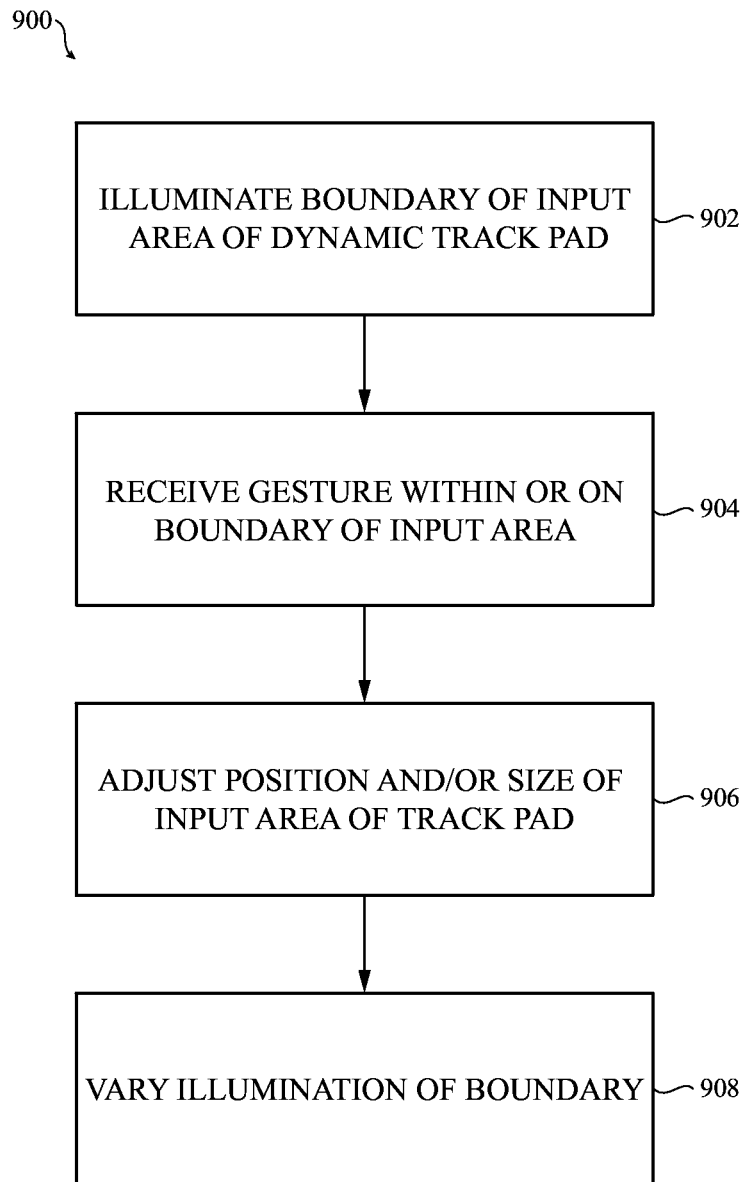 900
ILLUMINATE BOUNDARY OF INPUT
AREA OF DYNAMIC TRACK PAD
902
RECEIVE GESTURE WITHIN OR ON
BOUNDARY OF INPUT AREA
904
ADJUST POSITION AND/OR SIZE OF
INPUT AREA OF TRACK PAD
906
VARY ILLUMINATION OF BOUNDARY
908